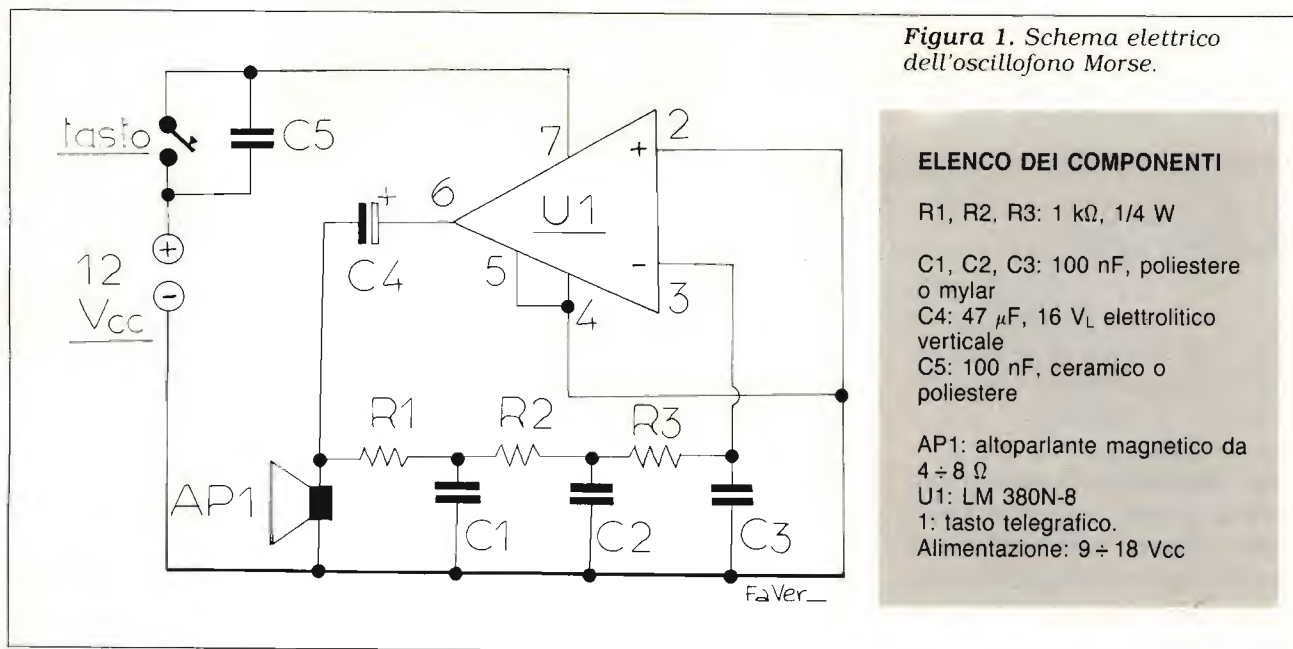 Figura 1. Schema elettrico
dell'oscillofono Morse.
tasto
C5
7
2
+
6
U1
+
C4
5
4
-
3
+
12
-
Vcc
R1
R2
R3
AP1
C1
C2
C3
FaVer_
ELENCO DEI COMPONENTI
R1, R2, R3: 1 kΩ, 1/4 W
C1, C2, C3: 100 nF, poliestere
o mylar
C4: 47 µF, 16 VL elettrolitico
verticale
C5: 100 nF, ceramico o
poliestere
AP1: altoparlante magnetico da
4÷8 Ω
U1: LM 380N-8
1: tasto telegrafico.
Alimentazione: 9÷18 Vcc